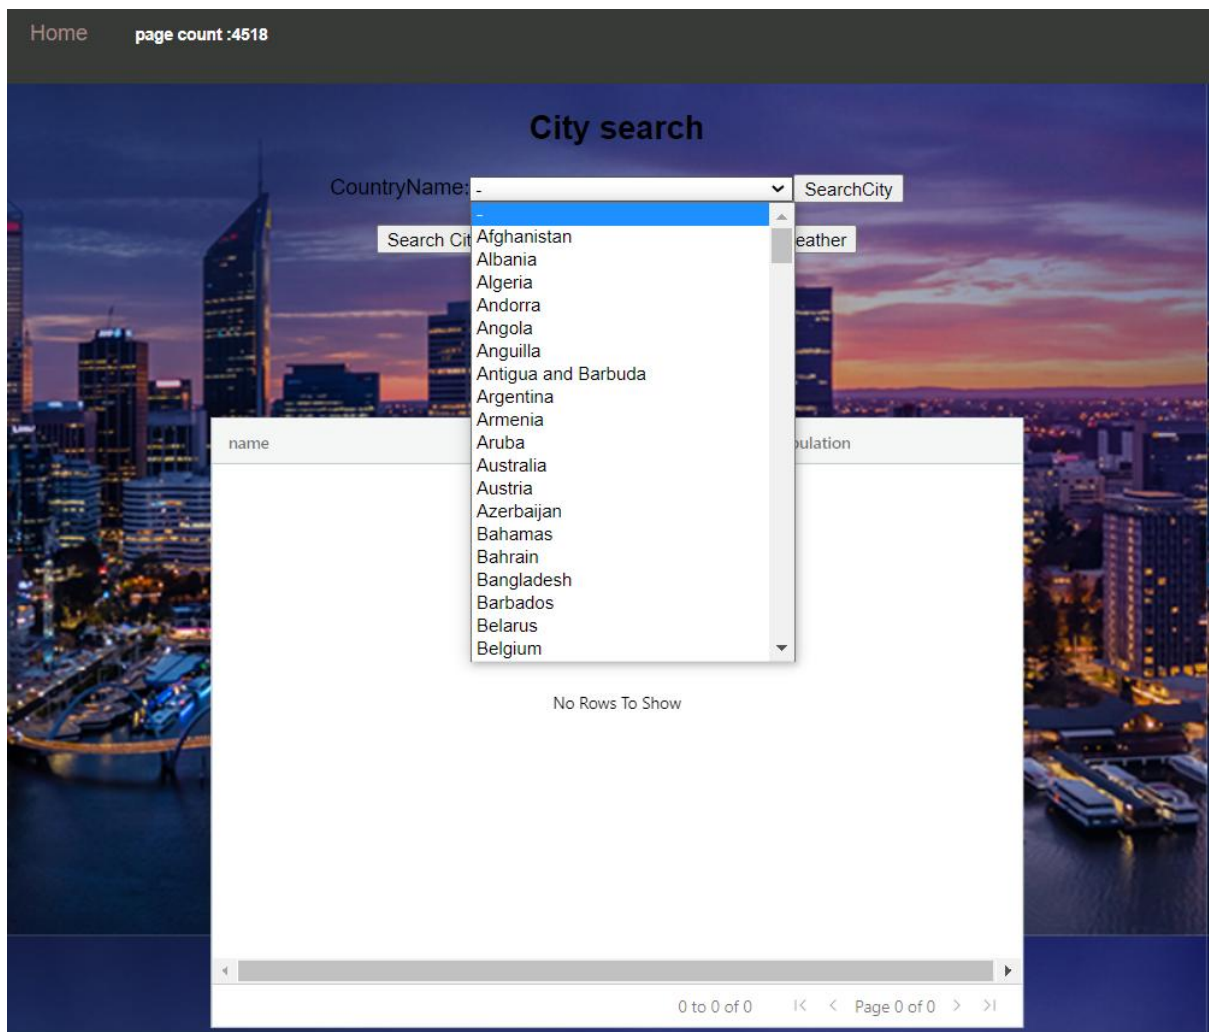 Home page count :4518
City search
CountryName: - SearchCity
Search Cit eather
-
Afghanistan
Albania
Algeria
Andorra
Angola
Anguilla
Antigua and Barbuda
Argentina
Armenia
Aruba
Australia
Austria
Azerbaijan
Bahamas
Bahrain
Bangladesh
Barbados
Belarus
Belgium
name pulation
No Rows To Show
0 to 0 of 0 Page 0 of 0